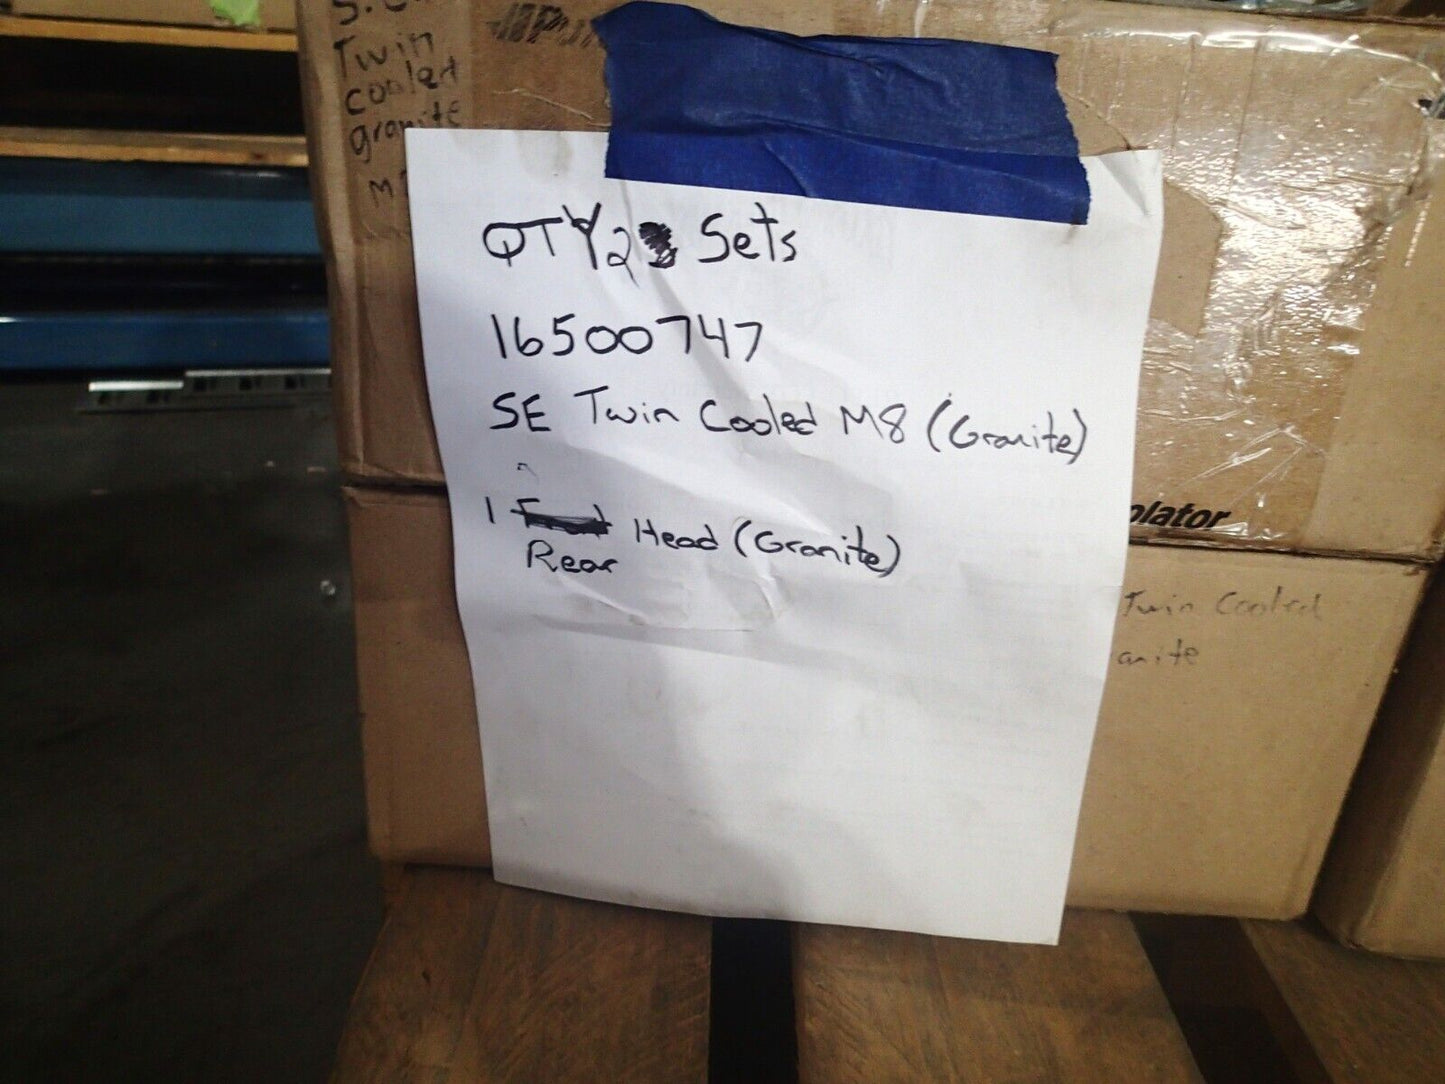 Twin
cooled
granite
QTY 2 Sets
16500747
SE Twin Cooled M8 (Granite)
1 Head (Granite)
Rear
olator
Twin Cooled
anite